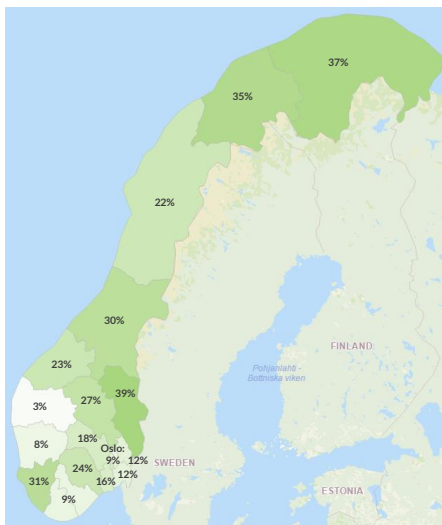 37%
35%
22%
30%
23%
FINLAND
Pohjanlahti -
Bottniska viken
39%
27%
3%
18%
8%
Oslo:
9%
12%
SWEDEN
24%
12%
31%
16%
ESTONIA
9%